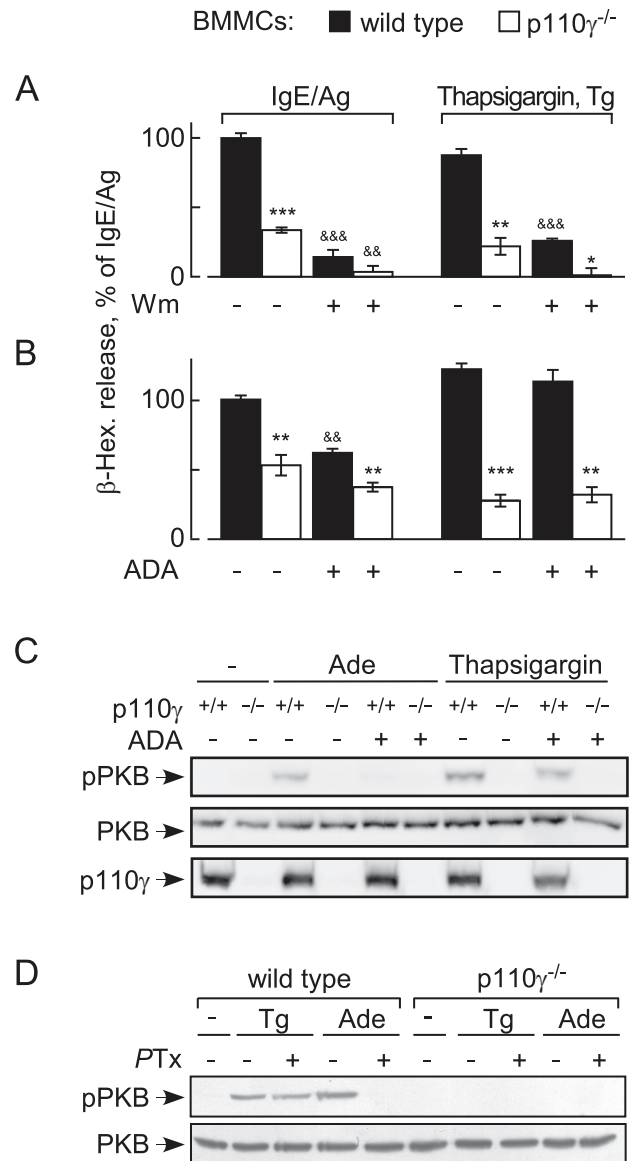 BMMCs: wild type p110γ-/-
A
IgE/Ag Thapsigargin, Tg
β-Hex. release, % of IgE/Ag
100
*** &&& && ** &&& *
0
Wm - - + + - - + +
B
100
** && ** *** **
0
ADA - - + + - - + +
C
- Ade Thapsigargin
p110γ +/+ -/- +/+ -/- +/+ -/- +/+ -/- +/+ -/-
ADA - - - - + + - - + +
pPKB
PKB
p110γ
D
wild type p110γ-/-
- Tg Ade - Tg Ade
PTx - - + - + - - + - +
pPKB
PKB